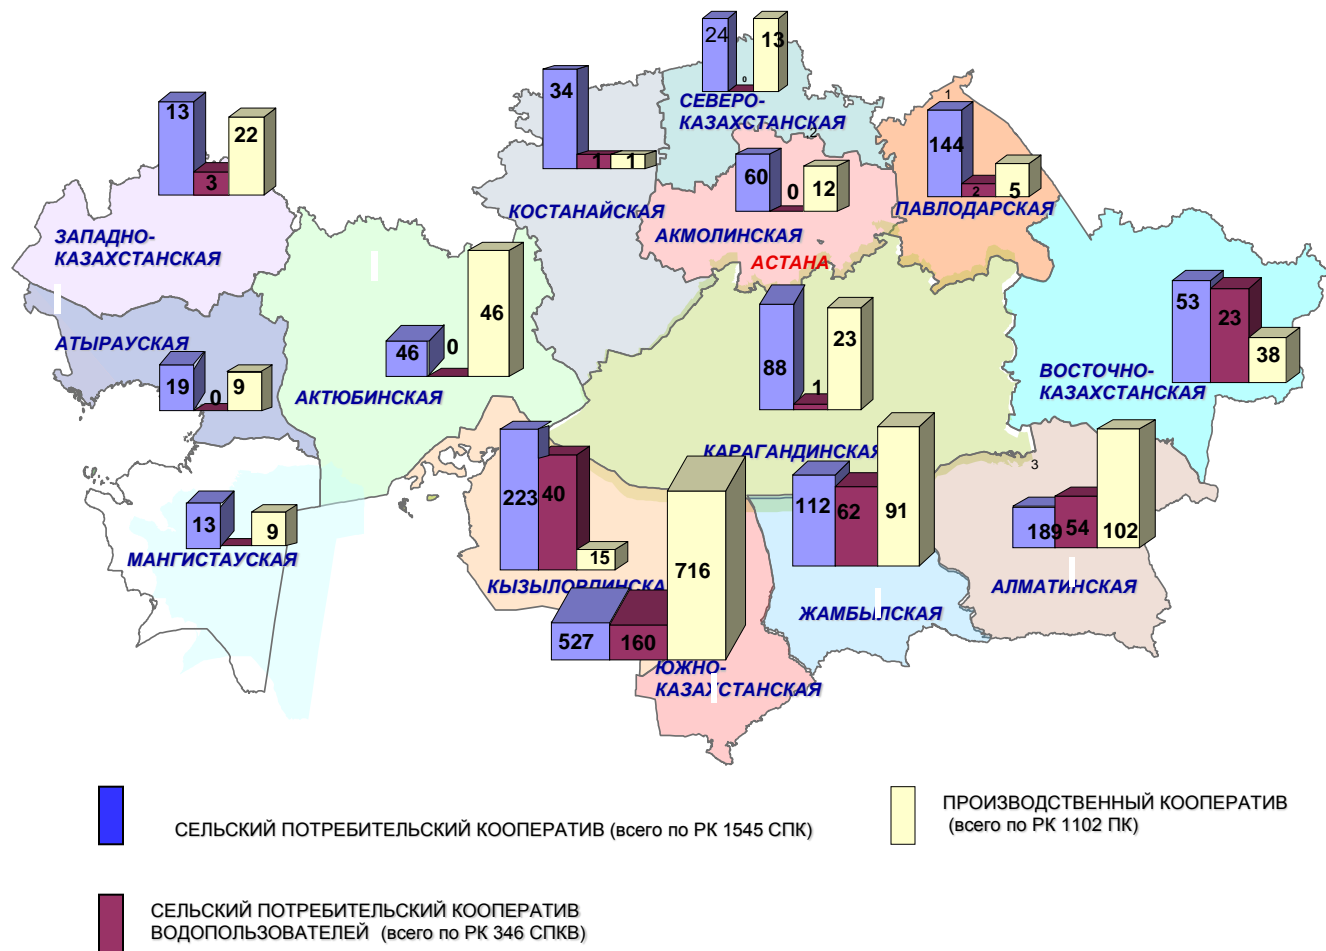 24
0
13
СЕВЕРО-
КАЗАХСТАНСКАЯ
2
34
1
1
КОСТАНАЙСКАЯ
13
3
22
ЗАПАДНО-
КАЗАХСТАНСКАЯ
1
144
2
5
ПАВЛОДАРСКАЯ
60
0
12
АКМОЛИНСКАЯ
АСТАНА
53
23
38
ВОСТОЧНО-
КАЗАХСТАНСКАЯ
АТЫРАУСКАЯ
19
0
9
46
0
46
АКТЮБИНСКАЯ
88
1
23
КАРАГАНДИНСКАЯ
13
9
МАНГИСТАУСКАЯ
223
40
15
КЫЗЫЛОРДИНСКА
112
62
91
ЖАМБЫЛСКАЯ
3
189
54
102
АЛМАТИНСКАЯ
527
160
716
ЮЖНО-
КАЗАХСТАНСКАЯ
СЕЛЬСКИЙ ПОТРЕБИТЕЛЬСКИЙ КООПЕРАТИВ (всего по РК 1545 СПК)
ПРОИЗВОДСТВЕННЫЙ КООПЕРАТИВ
(всего по РК 1102 ПК)
СЕЛЬСКИЙ ПОТРЕБИТЕЛЬСКИЙ КООПЕРАТИВ
ВОДОПОЛЬЗОВАТЕЛЕЙ (всего по РК 346 СПКВ)